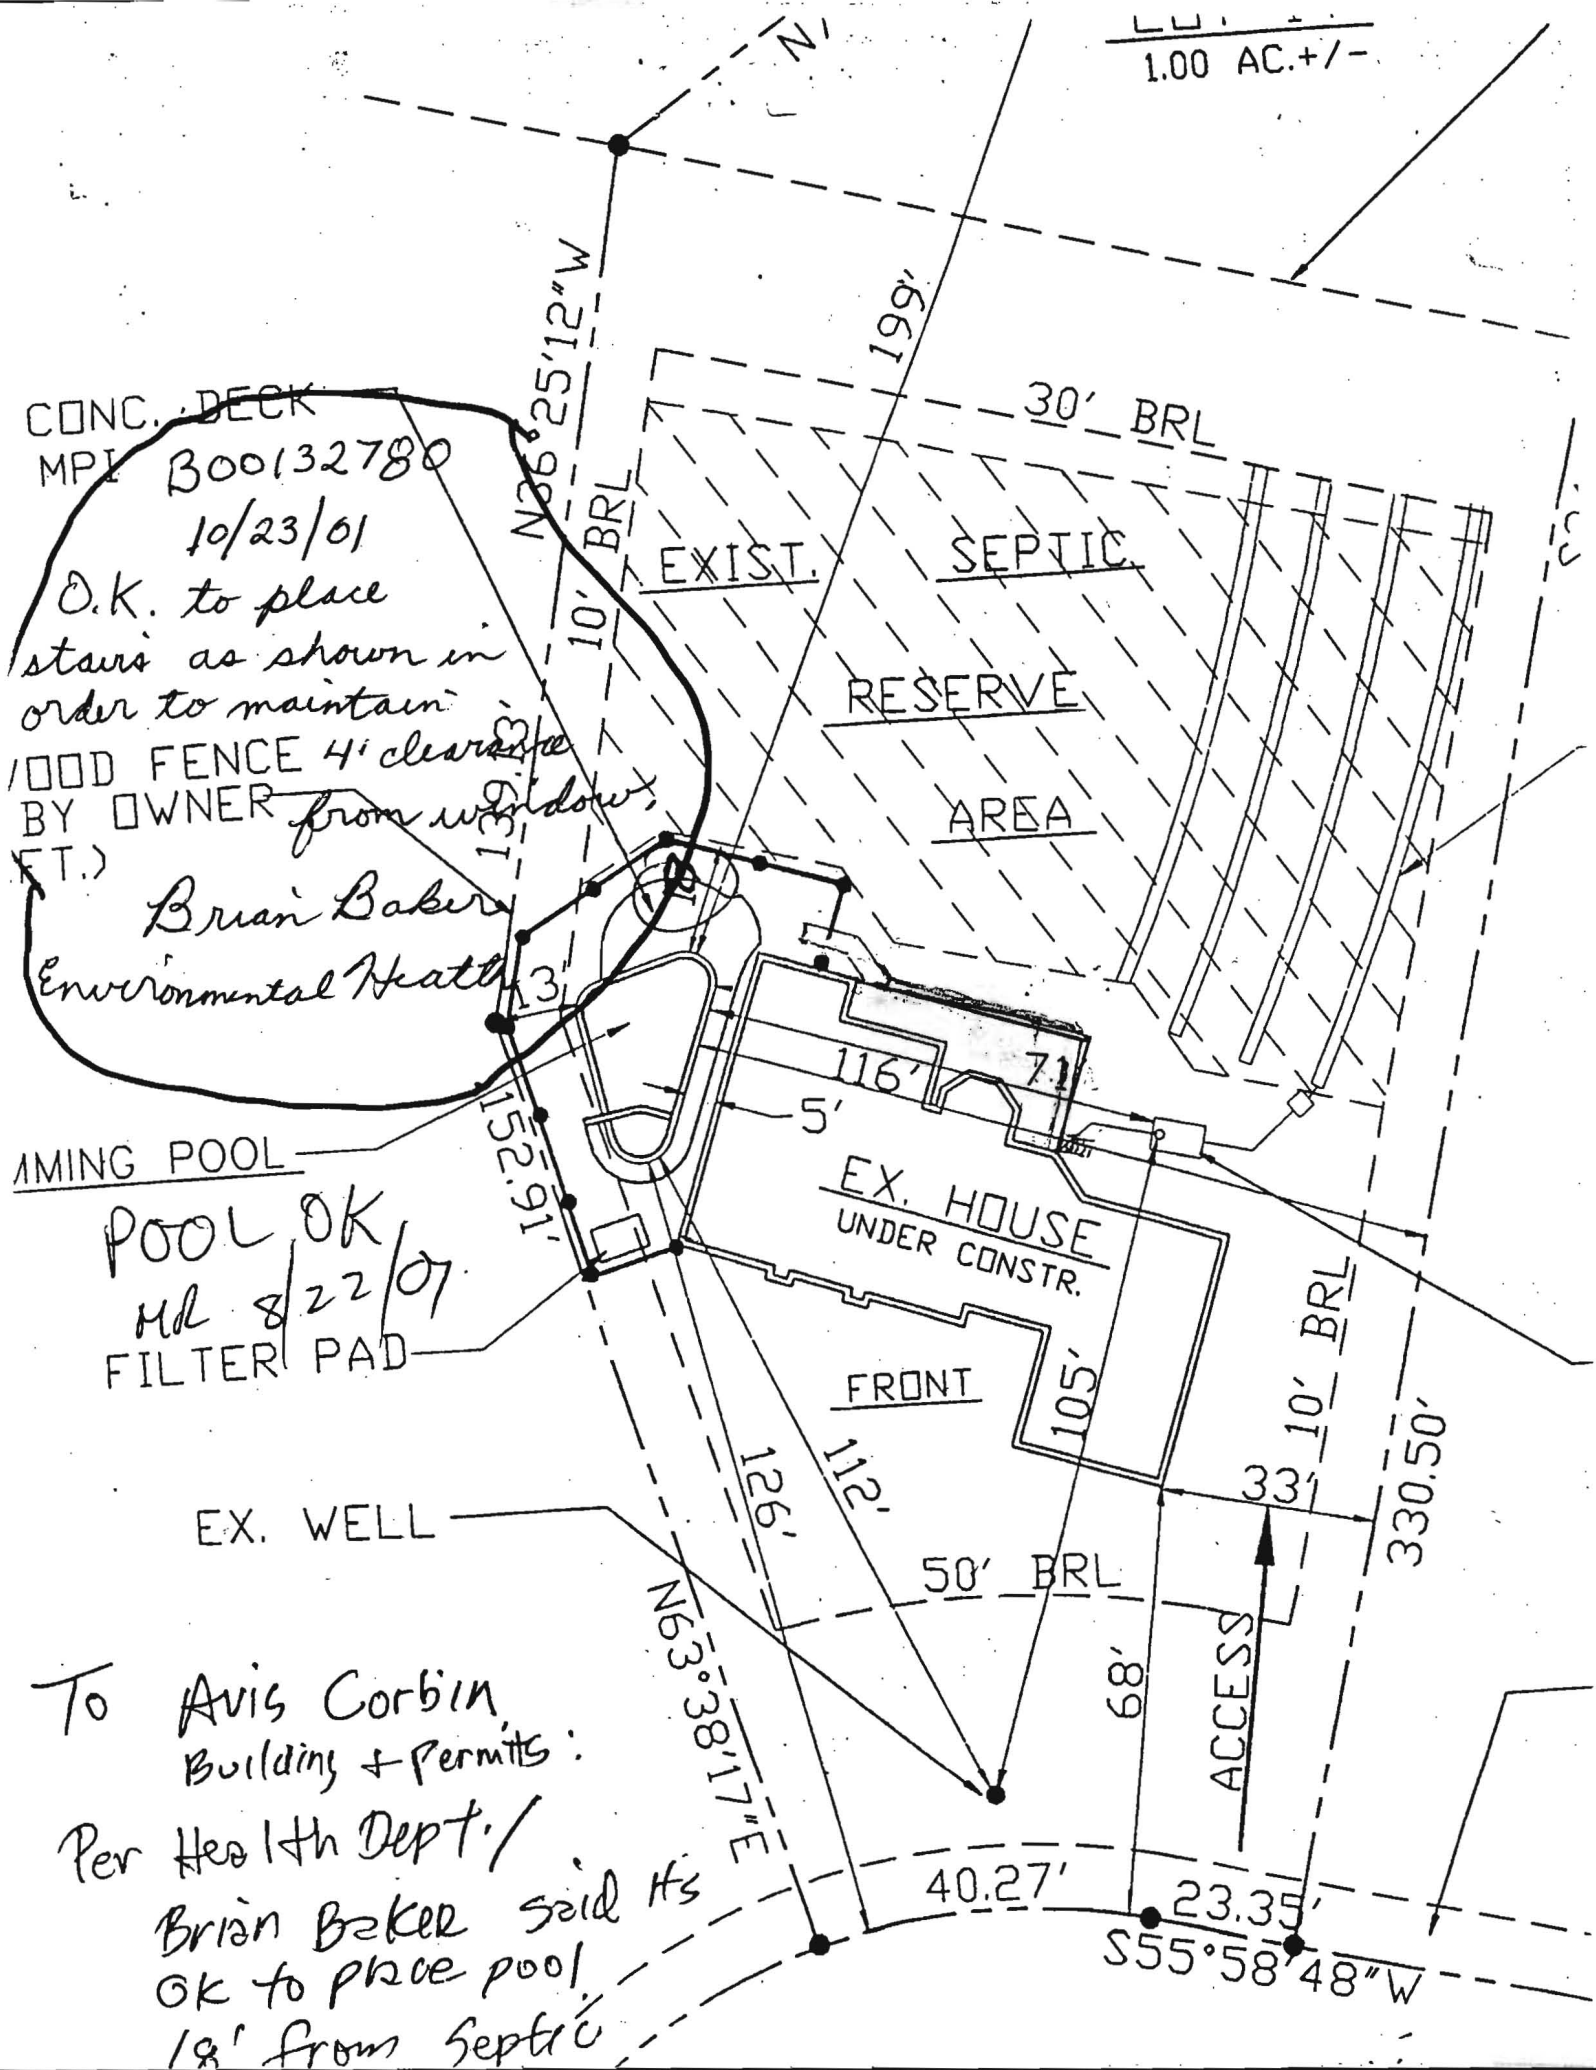 1.00 AC.+/-
N36°25'12"W
199'
30' BRL
CONC. DECK
MPI B00132780
10/23/01
O.K. to place
stairs as shown in
order to maintain
4' clearance
from window.
Brian Baker
Environmental Health
FENCE
BY OWNER
FT.)
10' BRL
EXIST. SEPTIC
RESERVE
AREA
13'
18'
116'
71'
5'
152.91'
MING POOL
POOL OK
MR 8/22/07
FILTER PAD
EX. HOUSE
UNDER CONSTR.
FRONT
105'
10' BRL
33'
330.50'
126'
112'
EX. WELL
50' BRL
68'
ACCESS
N63°38'17"E
To Avis Corbin,
Building + Permits:
Per Health Dept./
Brian Baker said its
OK to place pool
18' from septic
40.27'
23.35'
S55°58'48"W